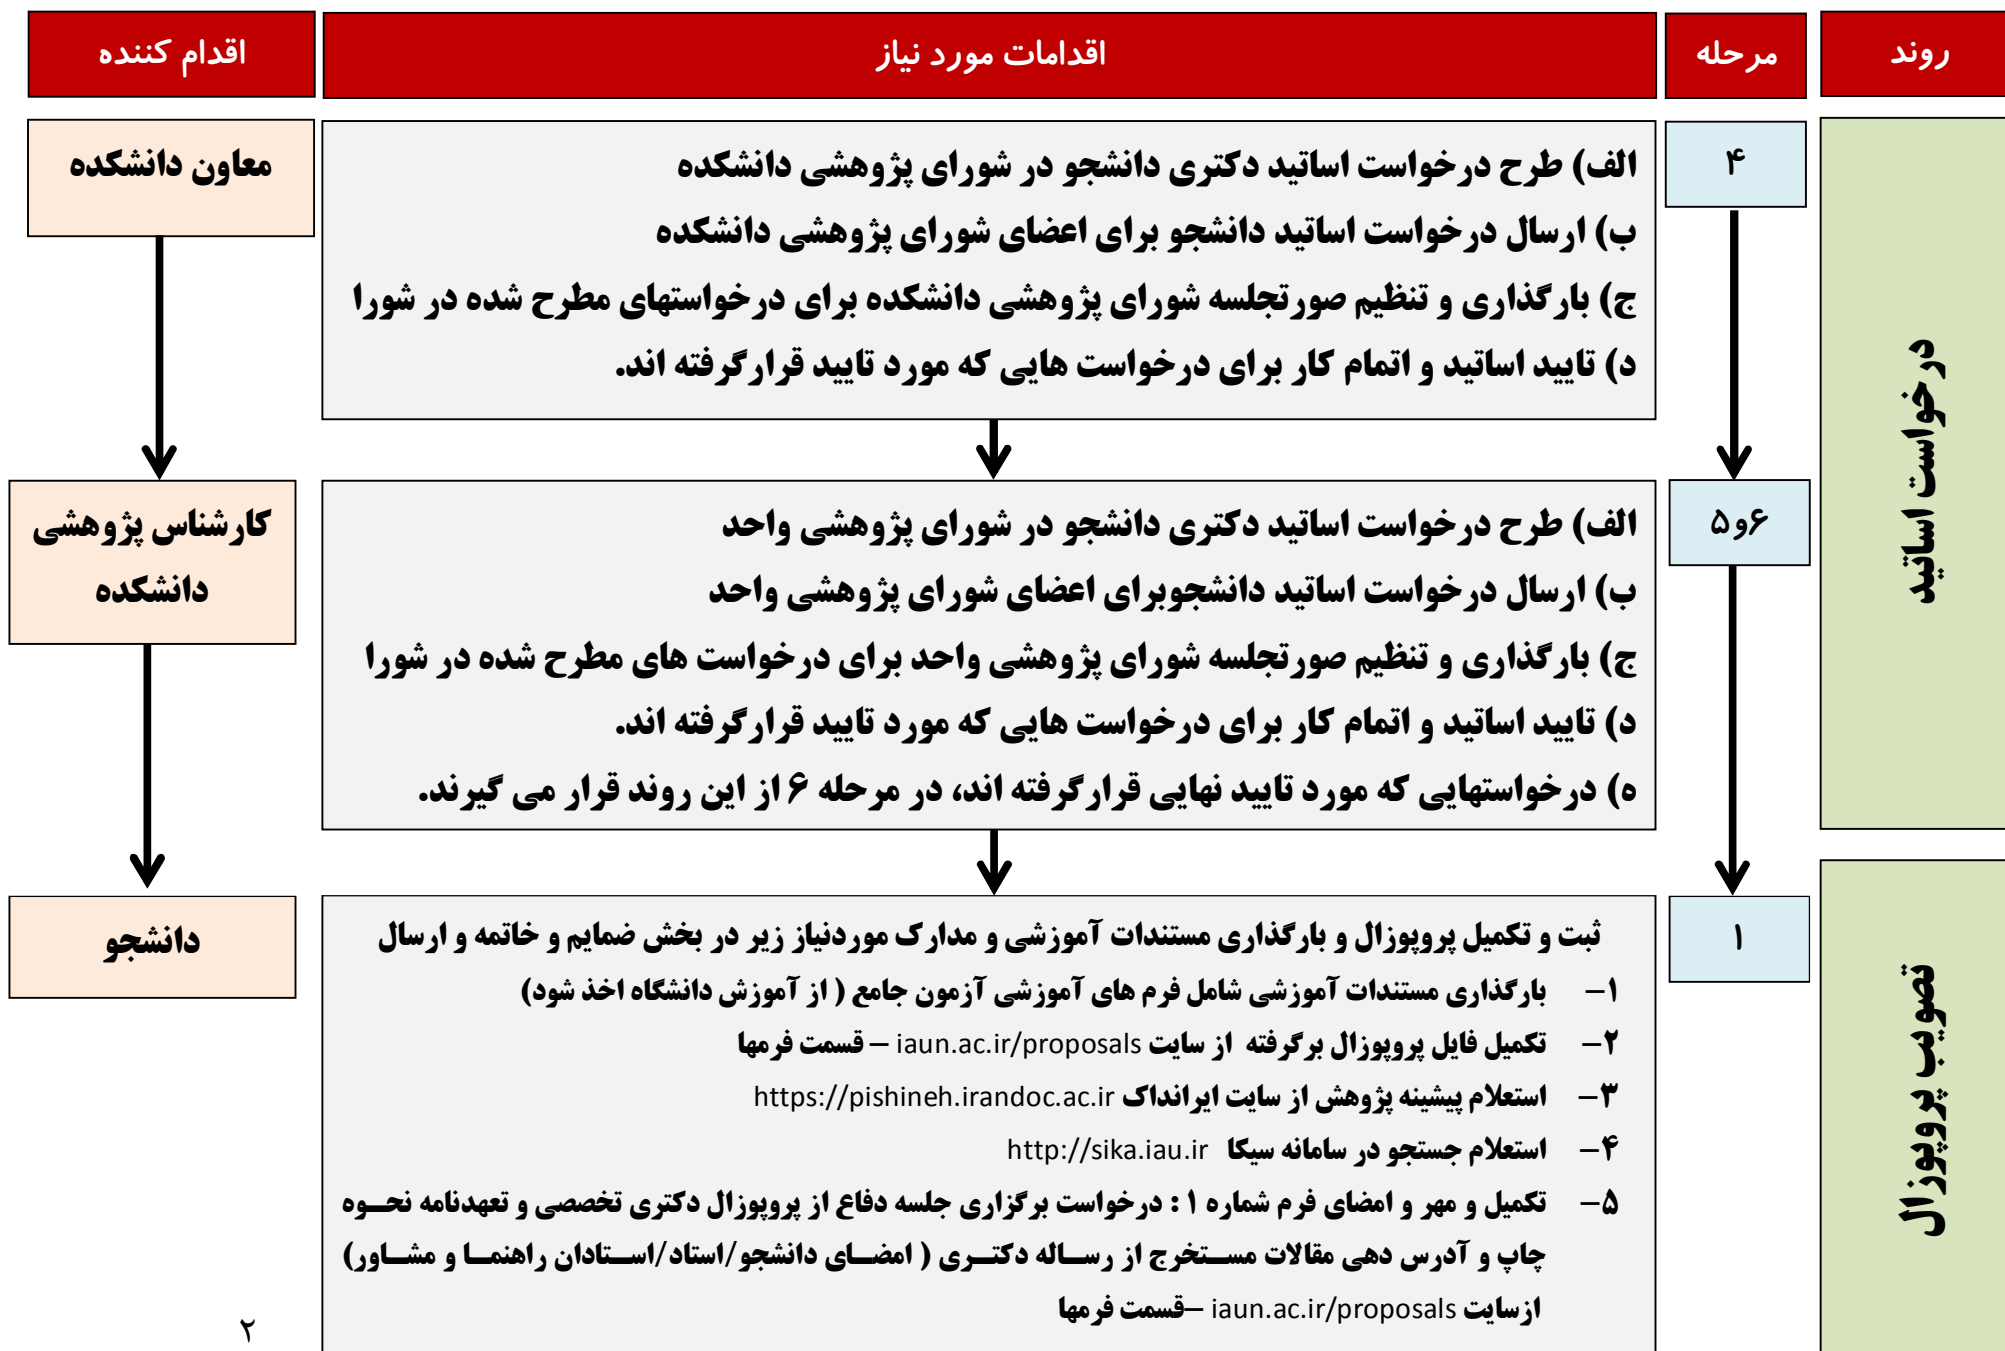 روند
مرحله
اقدامات مورد نیاز
اقدام کننده
درخواست اساتید
۴
الف) طرح درخواست اساتید دکتری دانشجو در شورای پژوهشی دانشکده
ب) ارسال درخواست اساتید دانشجو برای اعضای شورای پژوهشی دانشکده
ج) بارگذاری و تنظیم صورتجلسه شورای پژوهشی دانشکده برای درخواستهای مطرح شده در شورا
د) تایید اساتید و اتمام کار برای درخواست هایی که مورد تایید قرارگرفته اند.
معاون دانشکده
۵و۶
الف) طرح درخواست اساتید دکتری دانشجو در شورای پژوهشی واحد
ب) ارسال درخواست اساتید دانشجوبرای اعضای شورای پژوهشی واحد
ج) بارگذاری و تنظیم صورتجلسه شورای پژوهشی واحد برای درخواست های مطرح شده در شورا
د) تایید اساتید و اتمام کار برای درخواست هایی که مورد تایید قرارگرفته اند.
ه) درخواستهایی که مورد تایید نهایی قرارگرفته اند، در مرحله ۶ از این روند قرار می گیرند.
کارشناس پژوهشی
دانشکده
تصویب پروپوزال
۱
ثبت و تکمیل پروپوزال و بارگذاری مستندات آموزشی و مدارک موردنیاز زیر در بخش ضمایم و خاتمه و ارسال
۱- بارگذاری مستندات آموزشی شامل فرم های آموزشی آزمون جامع ( از آموزش دانشگاه اخذ شود)
۲- تکمیل فایل پروپوزال برگرفته از سایت iaun.ac.ir/proposals – قسمت فرمها
۳- استعلام پیشینه پژوهش از سایت ایرانداک https://pishineh.irandoc.ac.ir
۴- استعلام جستجو در سامانه سیکا http://sika.iau.ir
۵- تکمیل و مهر و امضای فرم شماره ۱ : درخواست برگزاری جلسه دفاع از پروپوزال دکتری تخصصی و تعهدنامه نحــوه
چاپ و آدرس دهی مقالات مســتخرج از رســاله دکتــری ( امضــای دانشجو/استاد/اســتادان راهنمــا و مشــاور)
ازسایت iaun.ac.ir/proposals –قسمت فرمها
دانشجو
۲